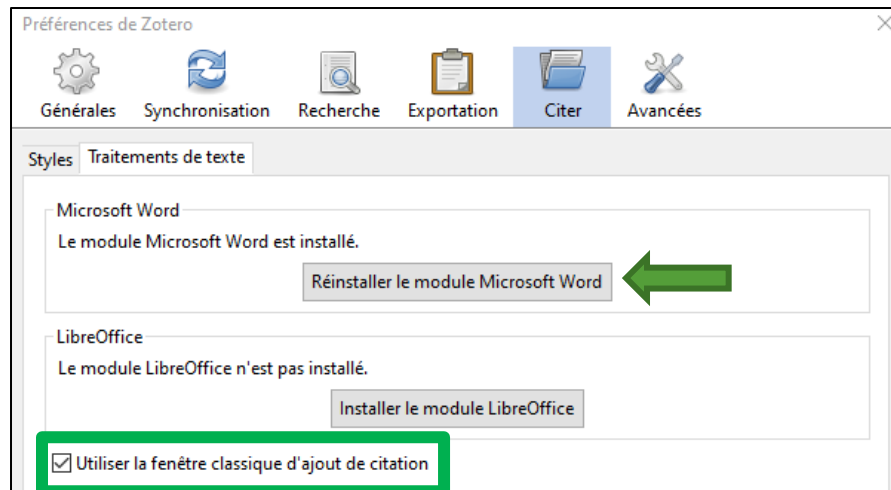 Préférences de Zotero
Générales Synchronisation Recherche Exportation Citer Avancées
Styles Traitements de texte
Microsoft Word
Le module Microsoft Word est installé.
Réinstaller le module Microsoft Word
LibreOffice
Le module LibreOffice n'est pas installé.
Installer le module LibreOffice
Utiliser la fenêtre classique d'ajout de citation